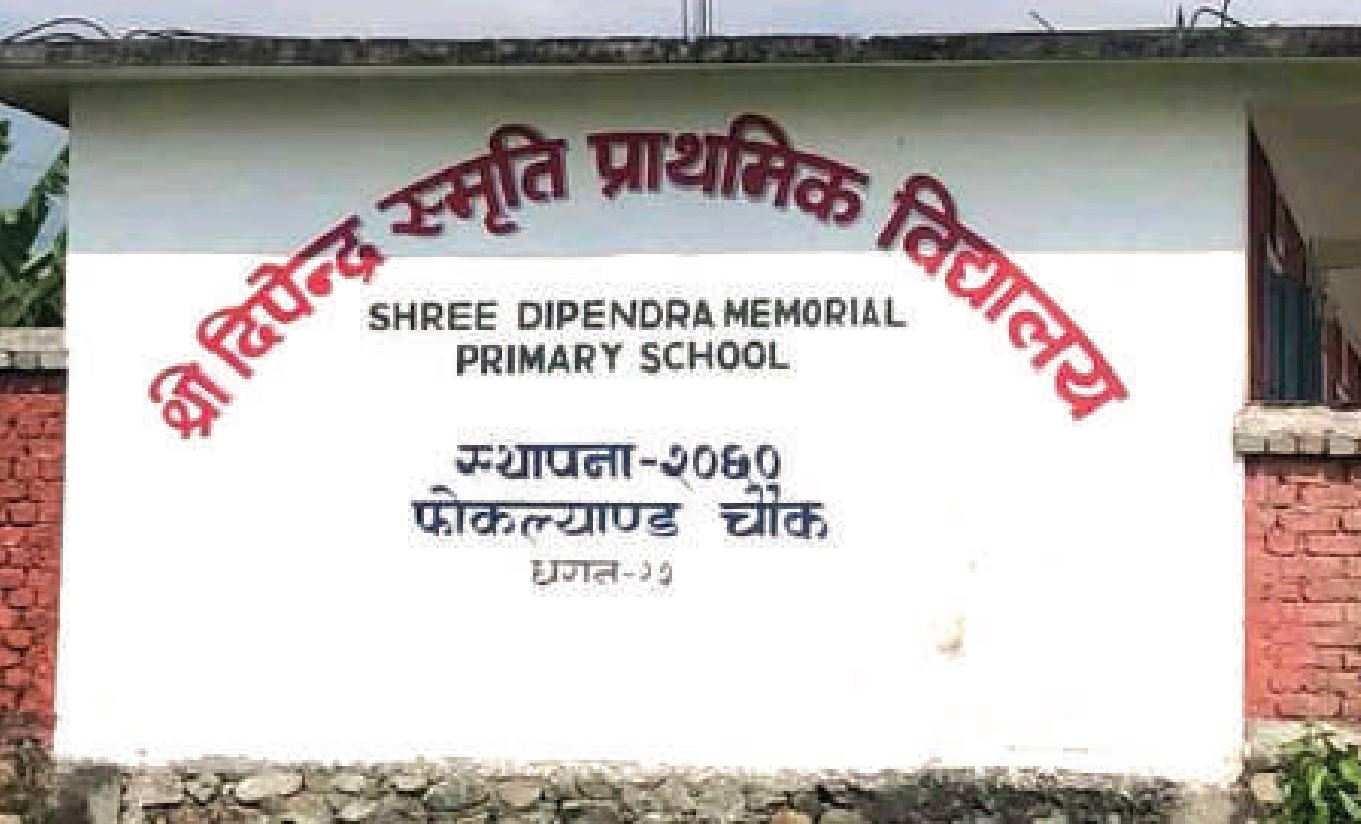 श्री दिपेन्द्र स्मृति प्राथमिक विद्यालय
SHREE DIPENDRA MEMORIAL
PRIMARY SCHOOL
स्थापना-२०६०
फोकल्याण्ड चौक